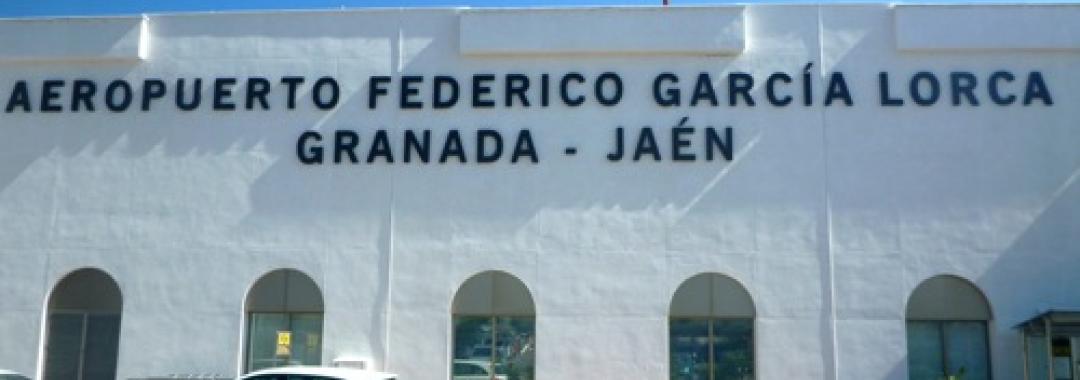 AEROPUERTO FEDERICO GARCÍA LORCA
GRANADA - JAÉN